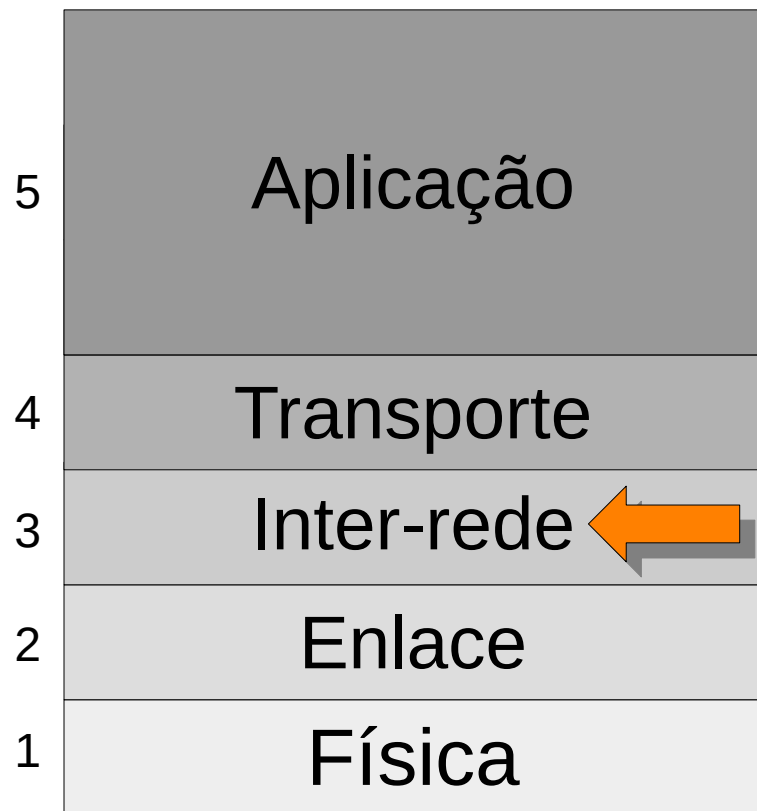 5 Aplicação
4 Transporte
3 Inter-rede
2 Enlace
1 Física